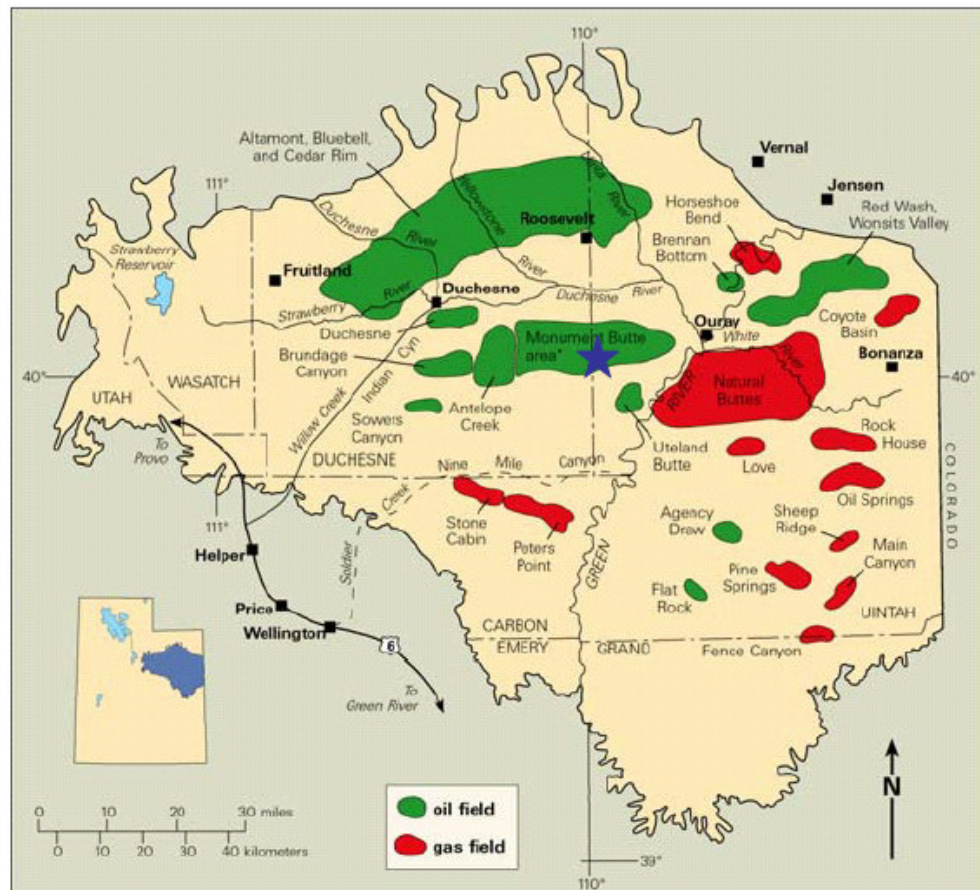 110°
Altamont, Bluebell,
and Cedar Rim
Vernal
111°
Jensen
Yellowstone
River
Uinta
River
Horseshoe
Bend
Red Wash,
Wonsits Valley
Duchesne
River
Roosevelt
Brennan
Bottom
Strawberry
Reservoir
Fruitland
River
Strawberry
River
Duchesne
Duchesne
River
Duchesne
Ouray
White
River
Coyote
Basin
Monument Butte
area*
Brundage
Canyon
Bonanza
40°
WASATCH
UTAH
Indian
Cyn
Natural
Buttes
RIVER
40°
Willow Creek
Sowers
Canyon
Antelope
Creek
Uteland
Butte
Love
Rock
House
To
Provo
DUCHESNE
Nine
Mile
Canyon
COLORADO
Oil Springs
111°
Creek
Stone
Cabin
Peters
Point
Agency
Draw
Sheep
Ridge
Main
Canyon
Helper
Soldier
GREEN
Pine
Springs
Flat
Rock
Price
UINTAH
Wellington
CARBON
6
EMERY
GRAND
Fence Canyon
To
Green River
N
0 10 20 30 miles
0 10 20 30 40 kilometers
oil field
gas field
39°
110°